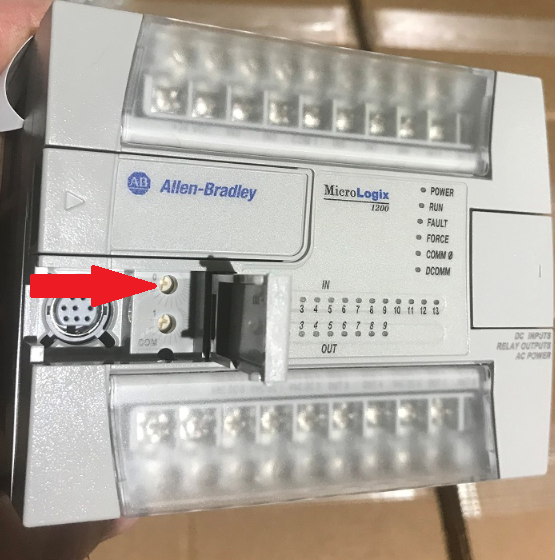 AB Allen-Bradley
MicroLogix
1200
POWER
RUN
FAULT
FORCE
COMM Ø
DCOMM
IN
3 4 5 6 7 8 9 10 11 12 13
3 4 5 6 7 8 9
OUT
COM
DC INPUTS
RELAY OUTPUTS
AC POWER